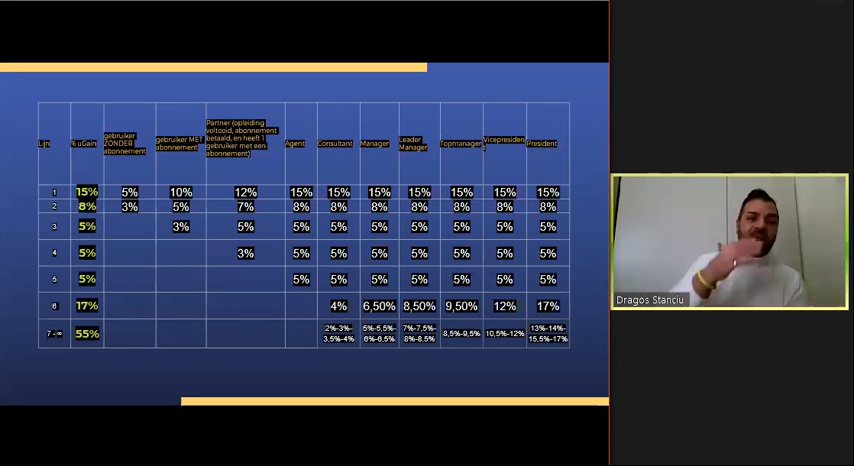 Lijn % uGain gebruiker ZONDER abonnement gebruiker MET abonnement Partner (opleiding voltooid, abonnement betaald, en heeft 1 gebruiker met een abonnement) Agent Consultant Manager Leader Manager Topmanager Vicepresident President
1 15% 5% 10% 12% 15% 15% 15% 15% 15% 15% 15%
2 8% 3% 5% 7% 8% 8% 8% 8% 8% 8% 8%
3 5% 3% 5% 5% 5% 5% 5% 5% 5% 5%
4 5% 3% 5% 5% 5% 5% 5% 5% 5%
5 5% 5% 5% 5% 5% 5% 5% 5%
6 17% 4% 6,50% 8,50% 9,50% 12% 17%
7 - ∞ 55% 2%-3%-3,5%-4% 5%-5,5%-6%-6,5% 7%-7,5%-8%-8,5% 8,5%-9,5% 10,5%-12% 13%-14%-15,5%-17%
Dragos Stanciu